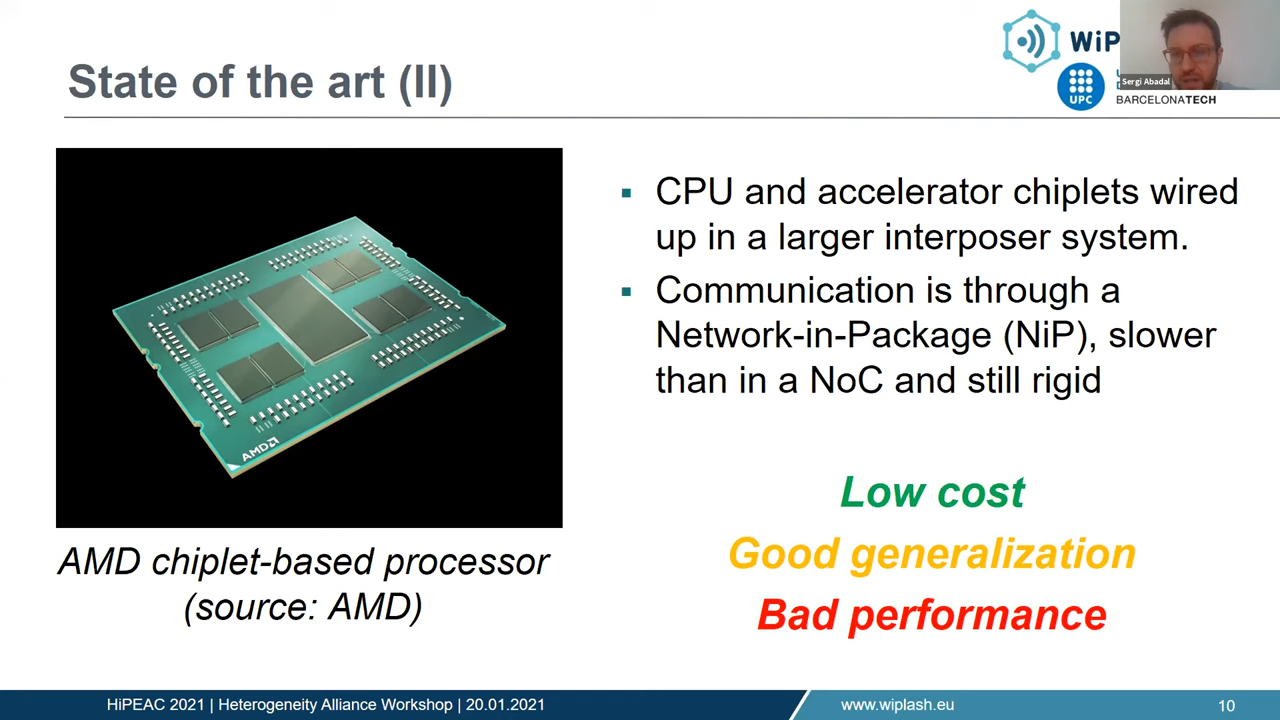 State of the art (II)
WiP
Sergi Abadal
UPC
BARCELONATECH
▪ CPU and accelerator chiplets wired
up in a larger interposer system.
▪ Communication is through a
Network-in-Package (NiP), slower
than in a NoC and still rigid
AMD
Low cost
Good generalization
Bad performance
AMD chiplet-based processor
(source: AMD)
HiPEAC 2021 | Heterogeneity Alliance Workshop | 20.01.2021
www.wiplash.eu
10